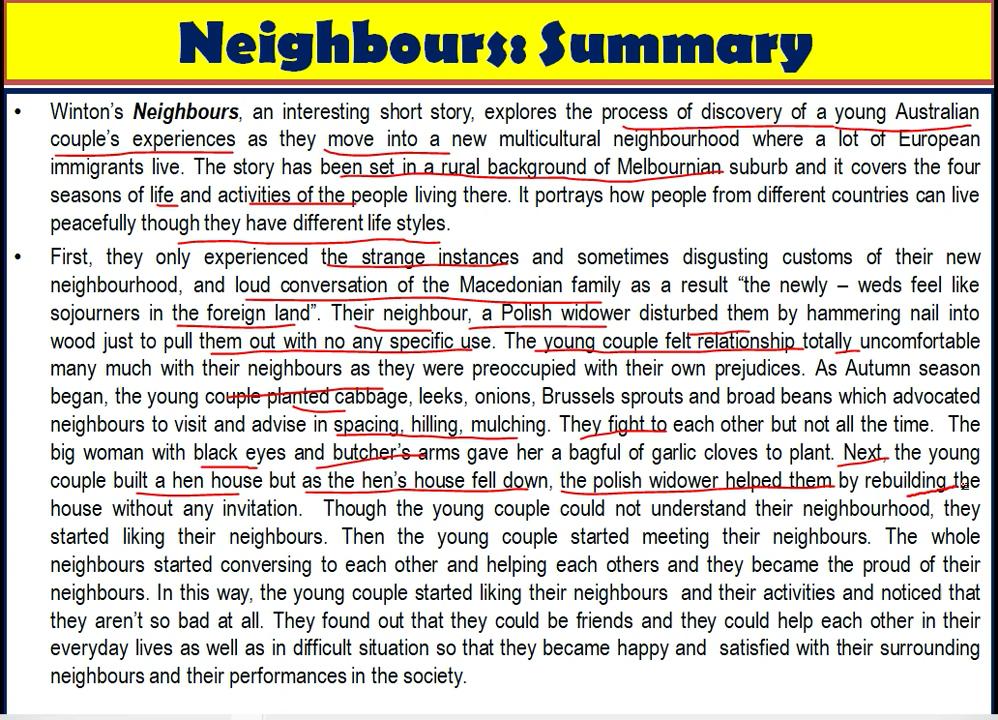 Neighbours: Summary
• Winton's Neighbours, an interesting short story, explores the process of discovery of a young Australian
couple's experiences as they move into a new multicultural neighbourhood where a lot of European
immigrants live. The story has been set in a rural background of Melbournian suburb and it covers the four
seasons of life and activities of the people living there. It portrays how people from different countries can live
peacefully though they have different life styles.
• First, they only experienced the strange instances and sometimes disgusting customs of their new
neighbourhood, and loud conversation of the Macedonian family as a result “the newly – weds feel like
sojourners in the foreign land”. Their neighbour, a Polish widower disturbed them by hammering nail into
wood just to pull them out with no any specific use. The young couple felt relationship totally uncomfortable
many much with their neighbours as they were preoccupied with their own prejudices. As Autumn season
began, the young couple planted cabbage, leeks, onions, Brussels sprouts and broad beans which advocated
neighbours to visit and advise in spacing, hilling, mulching. They fight to each other but not all the time. The
big woman with black eyes and butcher's arms gave her a bagful of garlic cloves to plant. Next, the young
couple built a hen house but as the hen's house fell down, the polish widower helped them by rebuilding the
house without any invitation. Though the young couple could not understand their neighbourhood, they
started liking their neighbours. Then the young couple started meeting their neighbours. The whole
neighbours started conversing to each other and helping each others and they became the proud of their
neighbours. In this way, the young couple started liking their neighbours and their activities and noticed that
they aren't so bad at all. They found out that they could be friends and they could help each other in their
everyday lives as well as in difficult situation so that they became happy and satisfied with their surrounding
neighbours and their performances in the society.